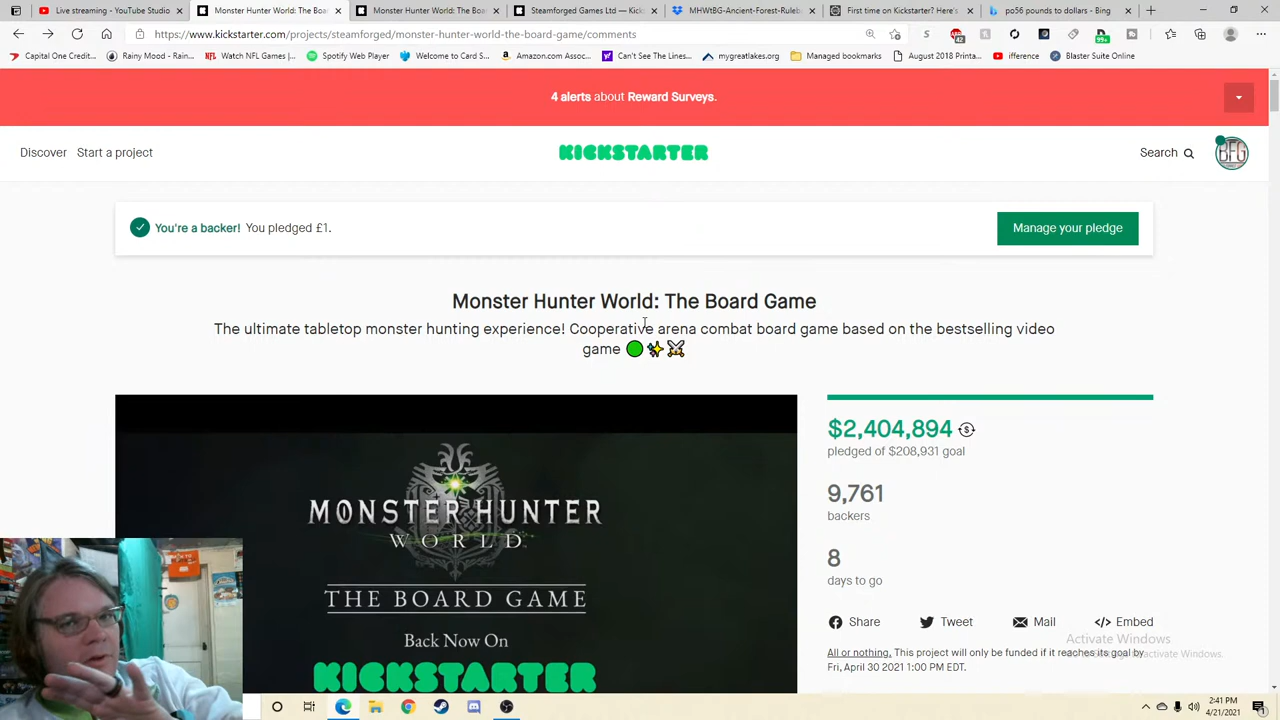 Live streaming - YouTube Studio
Monster Hunter World: The Boa
Monster Hunter World: The Boa
Steamforged Games Ltd — Kicks
MHWtBG-Ancient-Forest-Ruleb
First time on Kickstarter? Here's
po56 pounds to dollars - Bing
https://www.kickstarter.com/projects/steamforged/monster-hunter-world-the-board-game/comments
42
99+
Capital One Credit...
Rainy Mood - Rain...
Watch NFL Games |...
Spotify Web Player
Welcome to Card S...
Amazon.com Assoc...
Can't See The Lines...
mygreatlakes.org
Managed bookmarks
August 2018 Printa...
ifference
Blaster Suite Online
4 alerts about Reward Surveys.
Discover Start a project
KICKSTARTER
Search
BFG
You're a backer! You pledged £1.
Manage your pledge
Monster Hunter World: The Board Game
The ultimate tabletop monster hunting experience! Cooperative arena combat board game based on the bestselling video
game
$2,404,894
pledged of $208,931 goal
9,761
backers
8
days to go
MONSTER HUNTER
WORLD
THE BOARD GAME
Back Now On
KICKSTARTER
Share
Tweet
Mail
</> Embed
Activate Windows
All or nothing. This project will only be funded if it reaches its goal by
Fri, April 30 2021 1:00 PM EDT.
activate Windows.
2:41 PM
4/21/2021